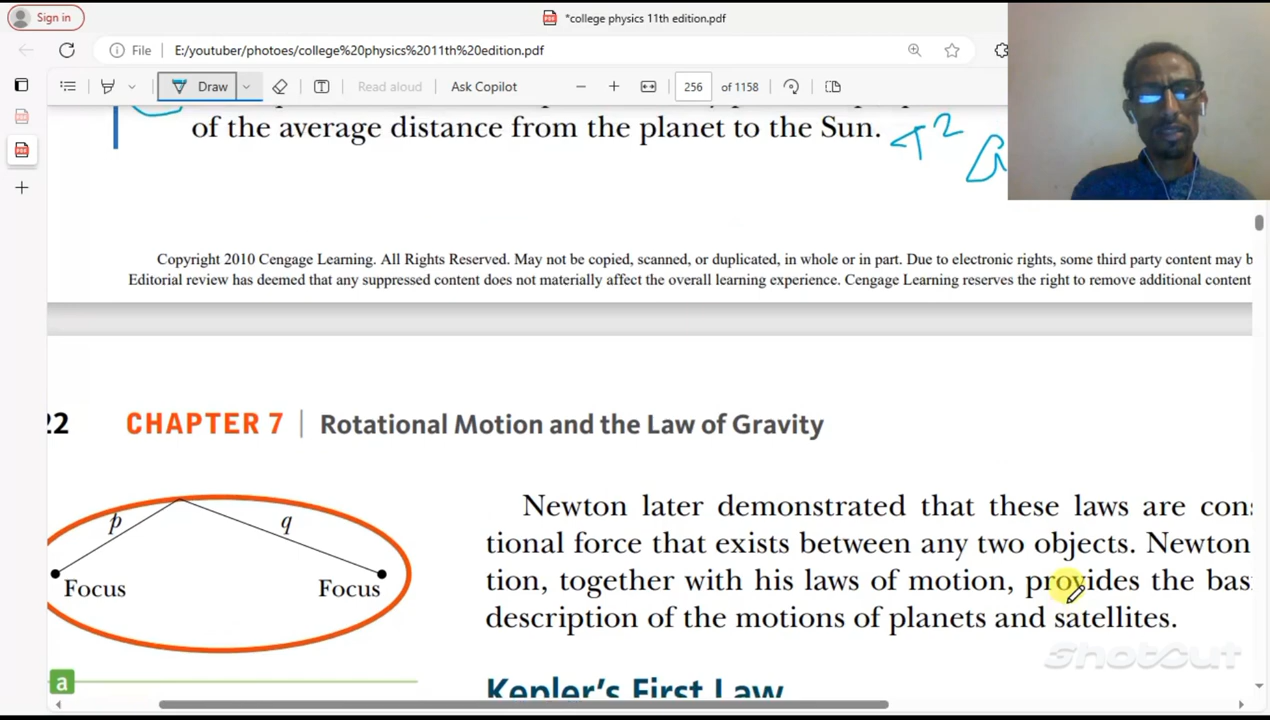 Sign in
*college physics 11th edition.pdf
File
E:/youtuber/photoes/college%20physics%2011th%20edition.pdf
Draw
Read aloud
Ask Copilot
256 of 1158
of the average distance from the planet to the Sun.
T²
Copyright 2010 Cengage Learning. All Rights Reserved. May not be copied, scanned, or duplicated, in whole or in part. Due to electronic rights, some third party content may b
Editorial review has deemed that any suppressed content does not materially affect the overall learning experience. Cengage Learning reserves the right to remove additional content
22 CHAPTER 7 | Rotational Motion and the Law of Gravity
p
q
Focus
Focus
a
Newton later demonstrated that these laws are cons
tional force that exists between any two objects. Newton
tion, together with his laws of motion, provides the bas
description of the motions of planets and satellites.
Kepler's First Law
Shotcut